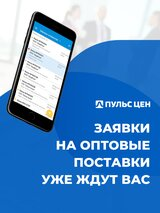 ПУЛЬС ЦЕН
ЗАЯВКИ
НА ОПТОВЫЕ
ПОСТАВКИ
УЖЕ ЖДУТ ВАС